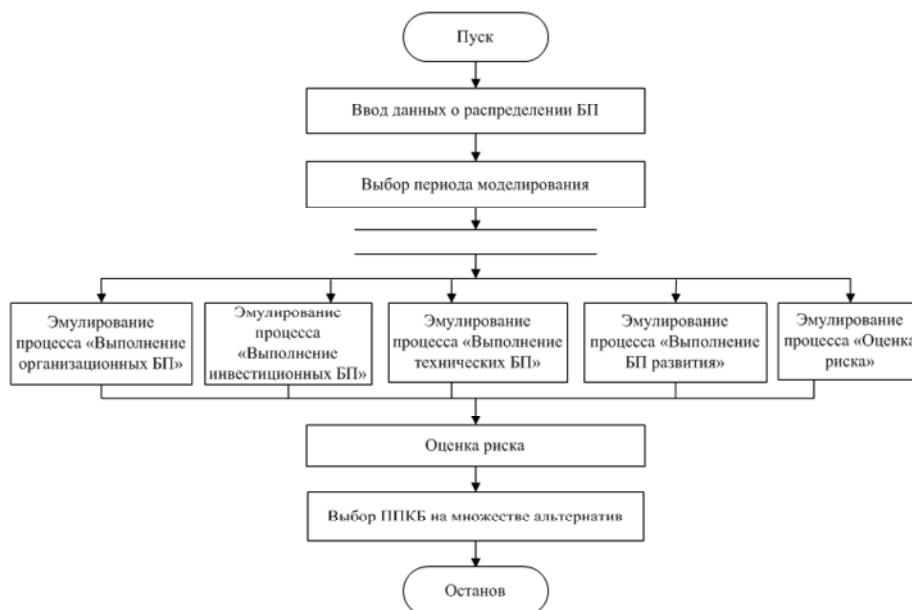 Пуск
Ввод данных о распределении БП
Выбор периода моделирования
Эмулирование
процесса «Выполнение
организационных БП»
Эмулирование
процесса
«Выполнение
инвестиционных БП»
Эмулирование
процесса «Выполнение
технических БП»
Эмулирование
процесса «Выполнение
БП развития»
Эмулирование
процесса «Оценка
риска»
Оценка риска
Выбор ППКБ на множестве альтернатив
Останов